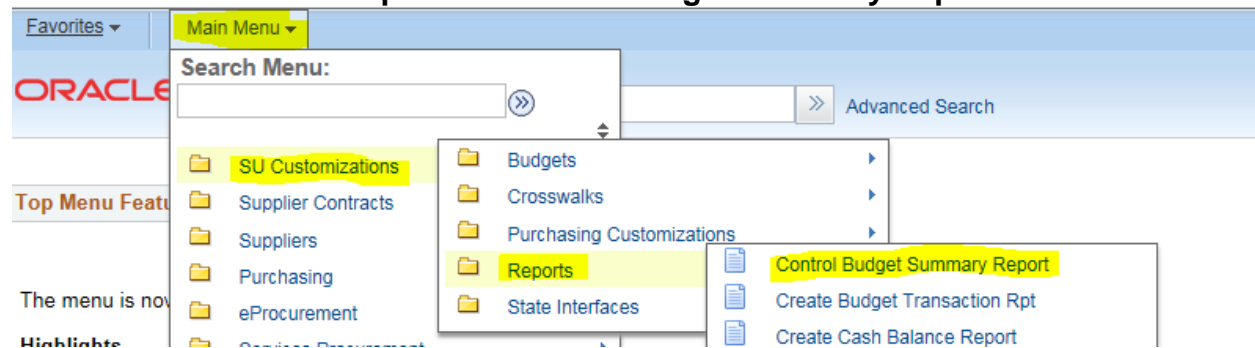 Favorites Main Menu
Search Menu:
ORACLE
Advanced Search
SU Customizations
Supplier Contracts
Suppliers
Purchasing
eProcurement
Budgets
Crosswalks
Purchasing Customizations
Reports
State Interfaces
Control Budget Summary Report
Create Budget Transaction Rpt
Create Cash Balance Report
Top Menu
The menu is
Highlights